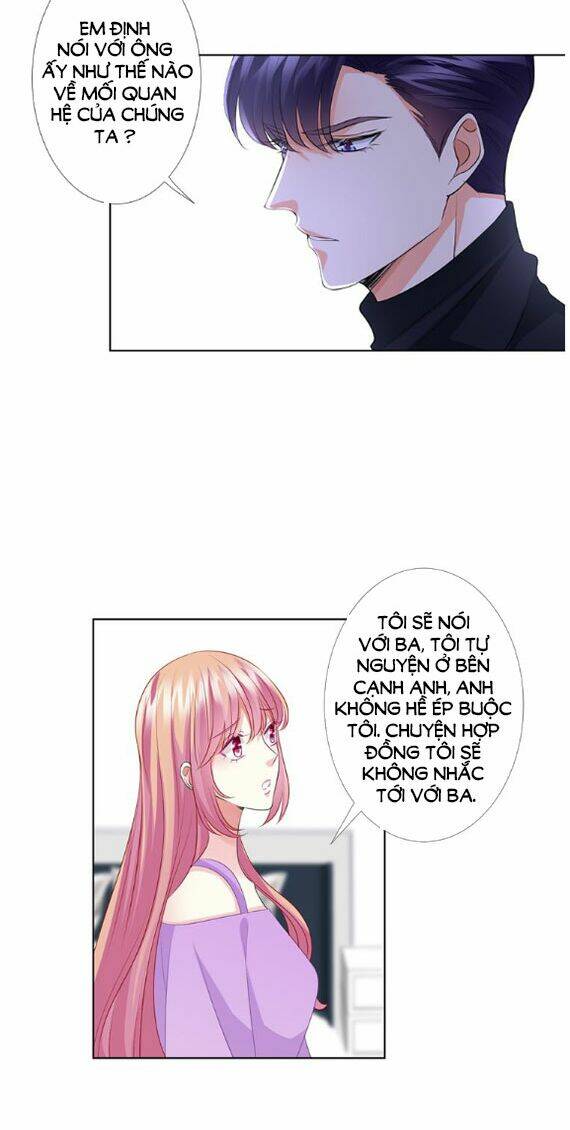 EM ĐỊNH
NÓI VỚI ÔNG
ẤY NHƯ THẾ NÀO
VỀ MỐI QUAN
HỆ CỦA CHÚNG
TA ?
TÔI SẼ NÓI
VỚI BA, TÔI TỰ
NGUYỆN Ở BÊN
CẠNH ANH, ANH
KHÔNG HỀ ÉP BUỘC
TÔI. CHUYỆN HỢP
ĐỒNG TÔI SẼ
KHÔNG NHẮC
TỚI VỚI BA.